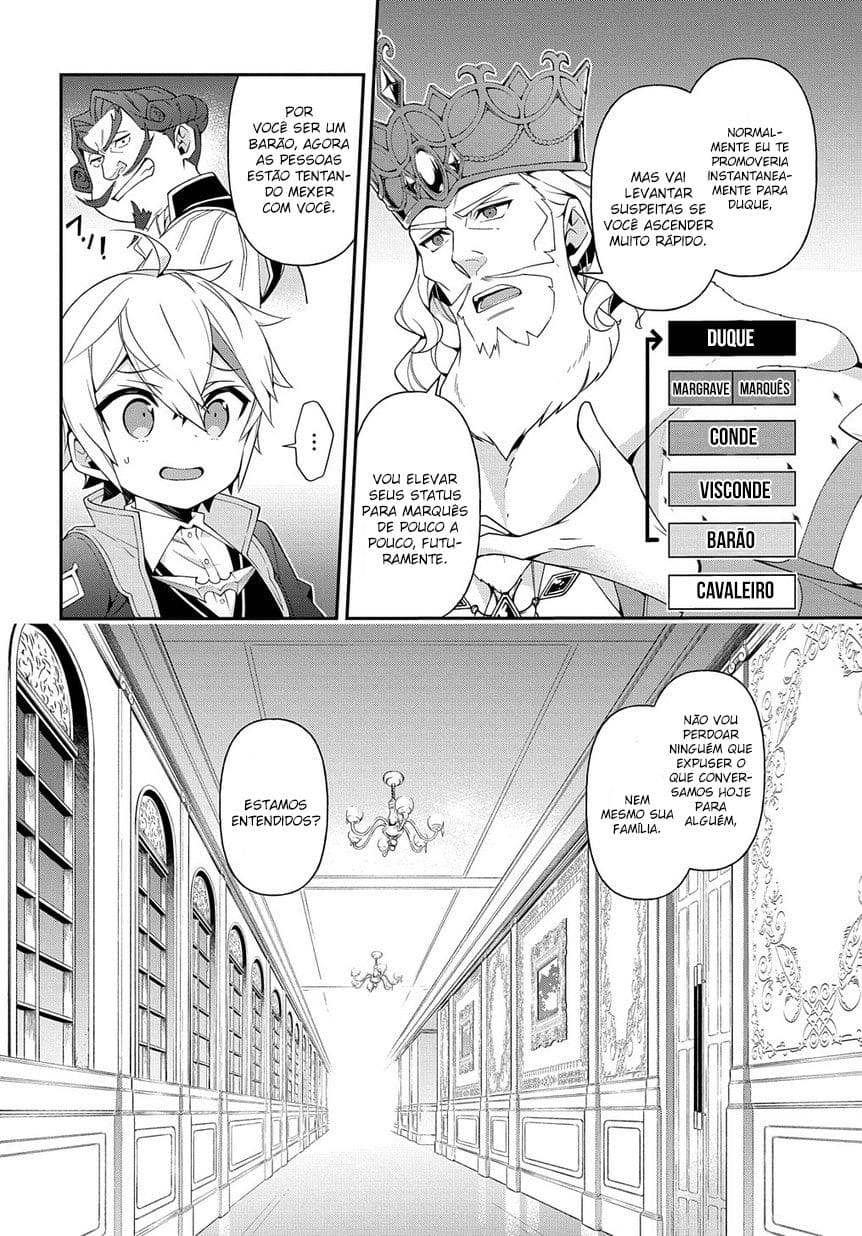 NORMAL-
MENTE EU TE
PROMOVERIA
INSTANTANEA-
MENTE PARA
DUQUE,
MAS VAI
LEVANTAR
SUSPEITAS SE
VOCÊ ASCENDER
MUITO RÁPIDO.
DUQUE
MARGRAVE MARQUÊS
CONDE
VISCONDE
BARÃO
CAVALEIRO
VOU ELEVAR
SEUS STATUS
PARA MARQUÊS
DE POUCO A
POUCO, FUTU-
RAMENTE.
POR
VOCÊ SER UM
BARÃO, AGORA
AS PESSOAS
ESTÃO TENTAN-
DO MEXER
COM VOCÊ.
ペッ!!
...
NÃO VOU
PERDOAR
NINGUÉM QUE
EXPUSER O
QUE CONVER-
SAMOS HOJE
PARA
ALGUÉM,
NEM
MESMO SUA
FAMÍLIA.
ESTAMOS
ENTENDIDOS?